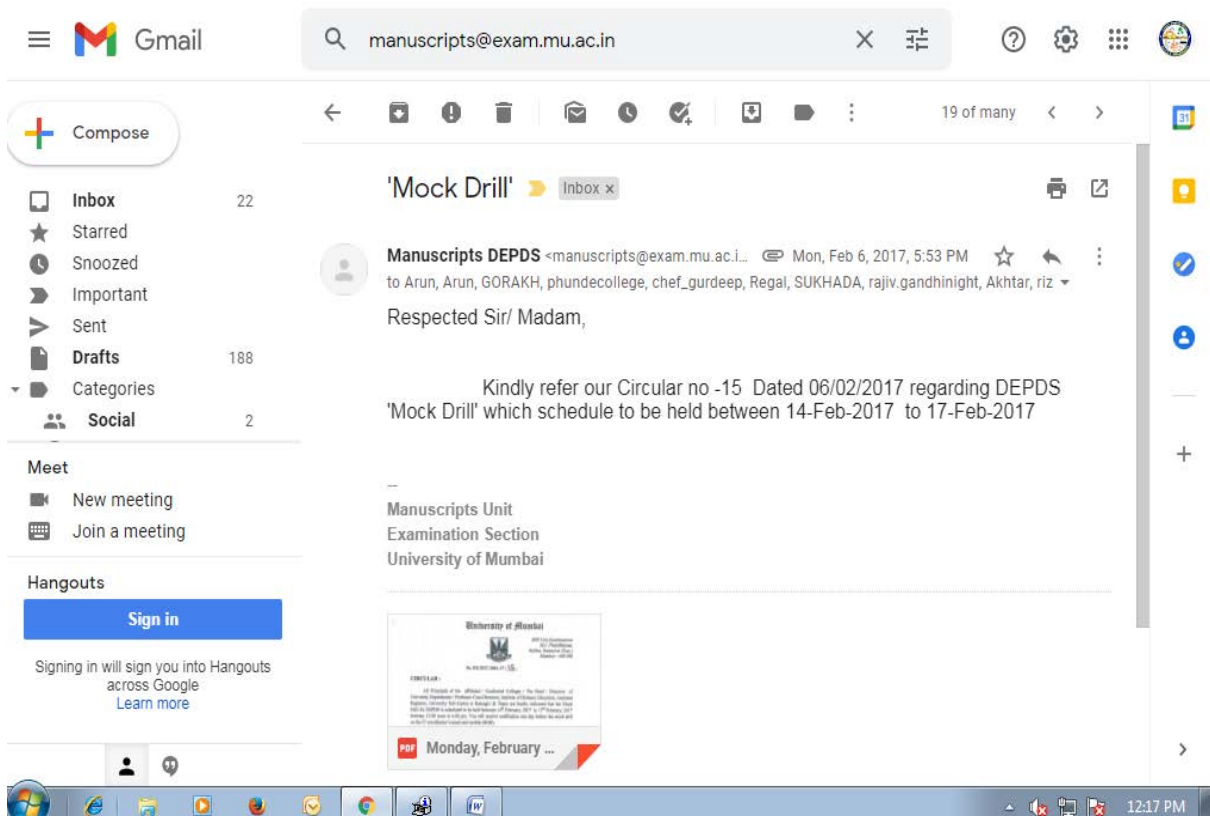 Gmail
manuscripts@exam.mu.ac.in
Compose
19 of many
31
Inbox 22
Starred
Snoozed
Important
Sent
Drafts 188
Categories
Social 2
Meet
New meeting
Join a meeting
Hangouts
Sign in
Signing in will sign you into Hangouts
across Google
Learn more
'Mock Drill' Inbox x
Manuscripts DEPDS <manuscripts@exam.mu.ac.i... Mon, Feb 6, 2017, 5:53 PM
to Arun, Arun, GORAKH, phundecollege, chef_gurdeep, Regal, SUKHADA, rajiv.gandhinight, Akhtar, riz
Respected Sir/ Madam,
Kindly refer our Circular no -15 Dated 06/02/2017 regarding DEPDS
'Mock Drill' which schedule to be held between 14-Feb-2017 to 17-Feb-2017
--
Manuscripts Unit
Examination Section
University of Mumbai
University of Mumbai
CIRCULAR:
PDF Monday, February ...
12:17 PM